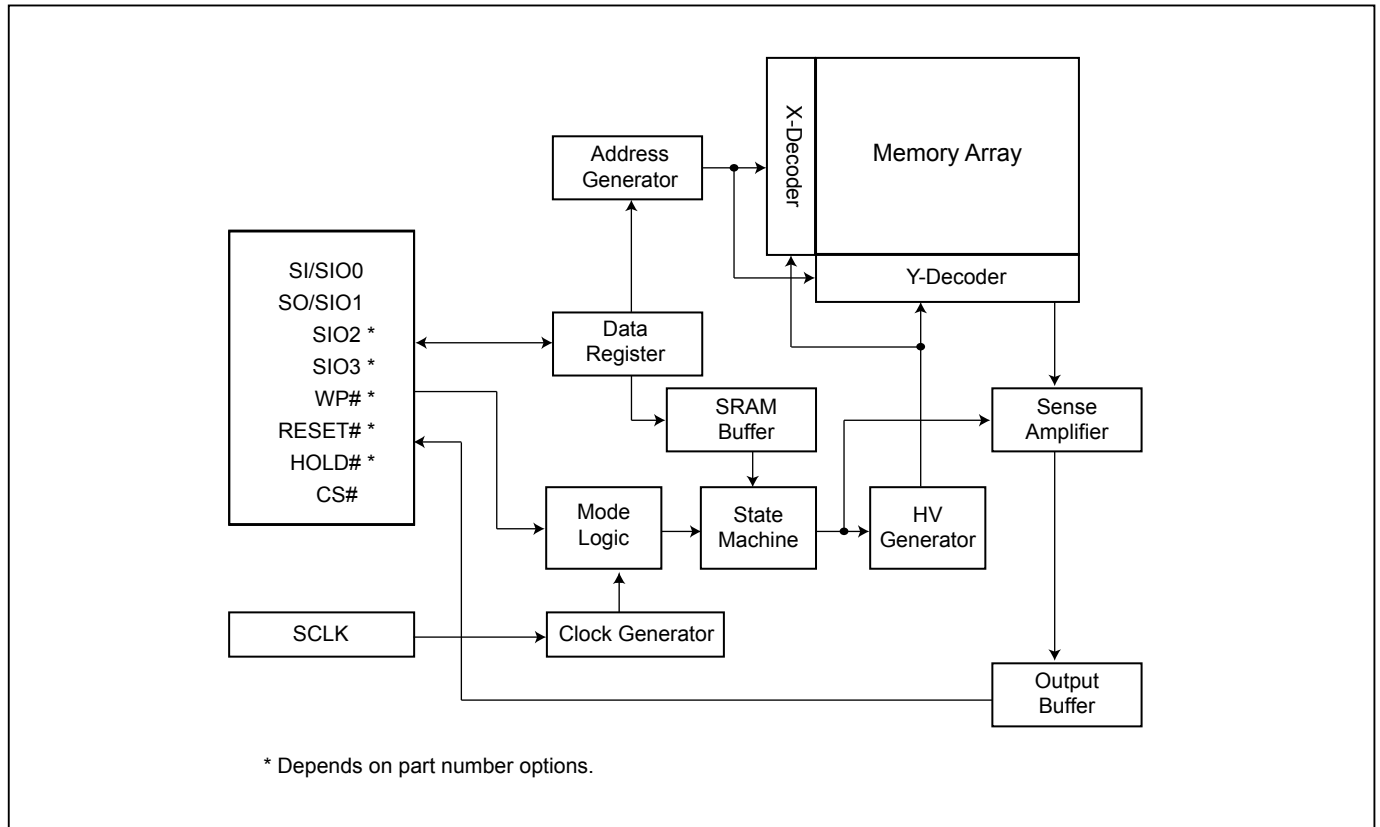 X-Decoder
Memory Array
Address
Generator
Y-Decoder
SI/SIO0
SO/SIO1
SIO2 *
SIO3 *
WP# *
RESET# *
HOLD# *
CS#
Data
Register
SRAM
Buffer
Sense
Amplifier
Mode
Logic
State
Machine
HV
Generator
SCLK
Clock Generator
Output
Buffer
* Depends on part number options.